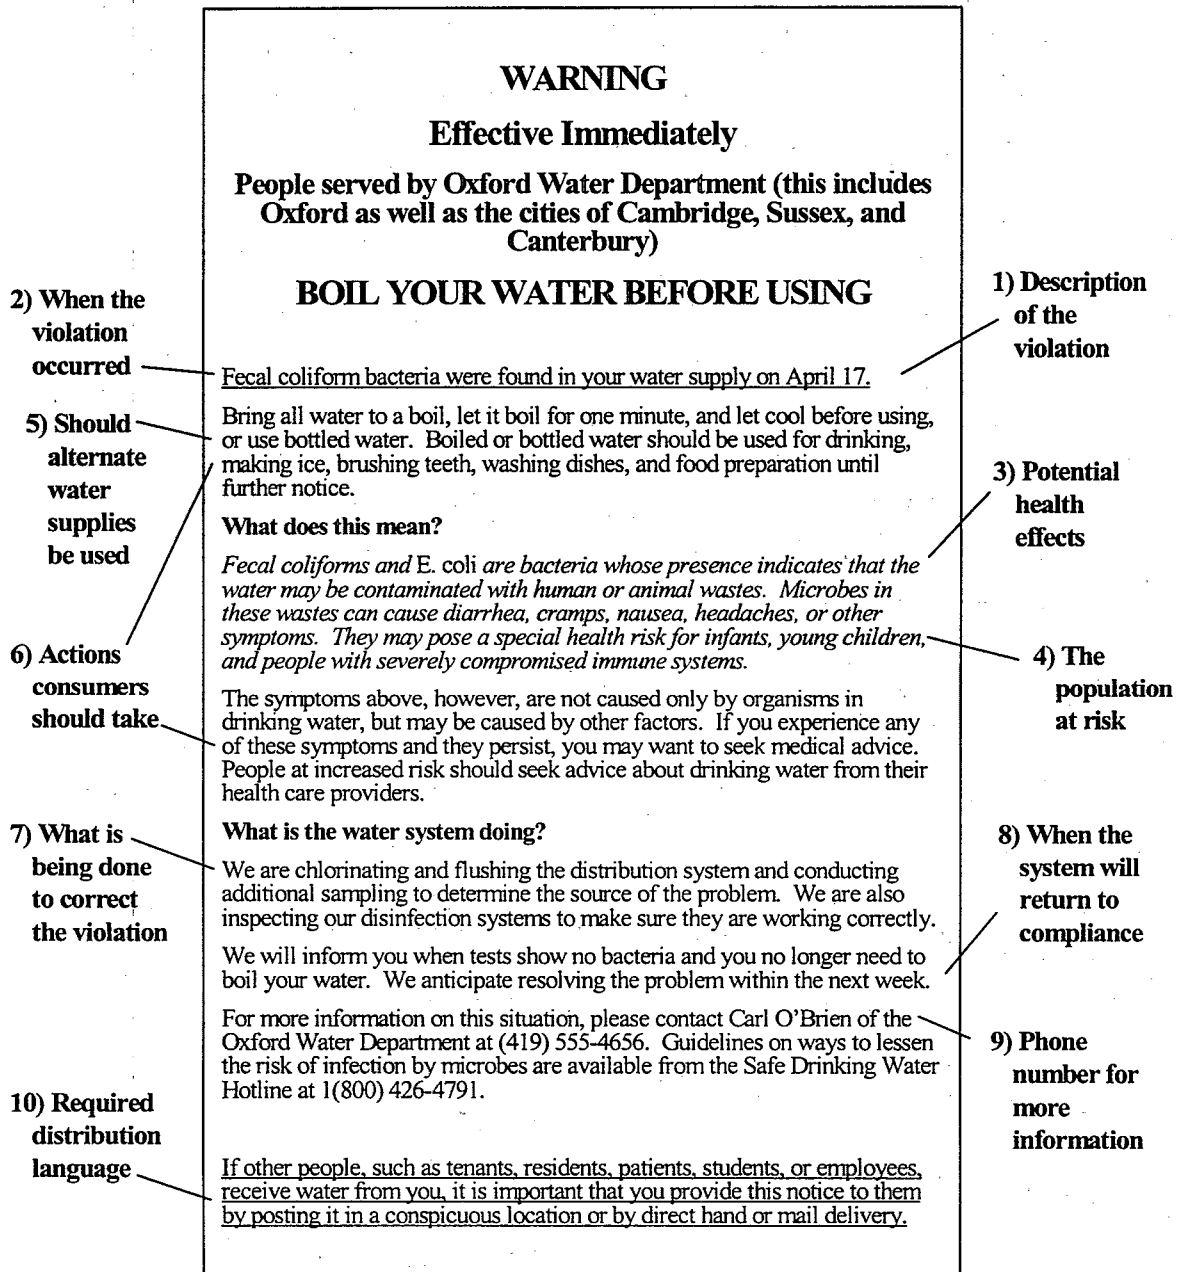 WARNING
Effective Immediately
People served by Oxford Water Department (this includes
Oxford as well as the cities of Cambridge, Sussex, and
Canterbury)
BOIL YOUR WATER BEFORE USING
2) When the
violation
occurred
1) Description
of the
violation
Fecal coliform bacteria were found in your water supply on April 17.
5) Should
alternate
water
supplies
be used
Bring all water to a boil, let it boil for one minute, and let cool before using,
or use bottled water. Boiled or bottled water should be used for drinking,
making ice, brushing teeth, washing dishes, and food preparation until
further notice.
3) Potential
health
effects
What does this mean?
Fecal coliforms and E. coli are bacteria whose presence indicates that the
water may be contaminated with human or animal wastes. Microbes in
these wastes can cause diarrhea, cramps, nausea, headaches, or other
symptoms. They may pose a special health risk for infants, young children,
and people with severely compromised immune systems.
6) Actions
consumers
should take
4) The
population
at risk
The symptoms above, however, are not caused only by organisms in
drinking water, but may be caused by other factors. If you experience any
of these symptoms and they persist, you may want to seek medical advice.
People at increased risk should seek advice about drinking water from their
health care providers.
7) What is
being done
to correct
the violation
What is the water system doing?
We are chlorinating and flushing the distribution system and conducting
additional sampling to determine the source of the problem. We are also
inspecting our disinfection systems to make sure they are working correctly.
8) When the
system will
return to
compliance
We will inform you when tests show no bacteria and you no longer need to
boil your water. We anticipate resolving the problem within the next week.
For more information on this situation, please contact Carl O'Brien of the
Oxford Water Department at (419) 555-4656. Guidelines on ways to lessen
the risk of infection by microbes are available from the Safe Drinking Water
Hotline at 1(800) 426-4791.
9) Phone
number for
more
information
10) Required
distribution
language
If other people, such as tenants, residents, patients, students, or employees,
receive water from you, it is important that you provide this notice to them
by posting it in a conspicuous location or by direct hand or mail delivery.